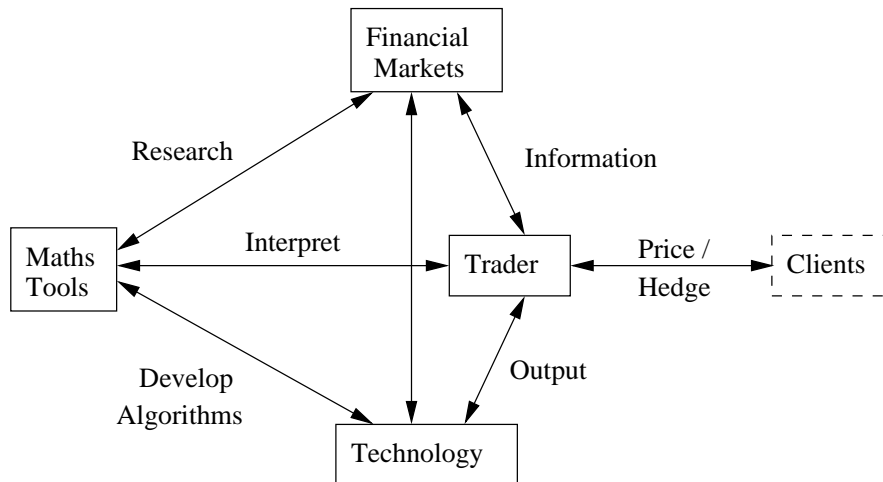 Financial
Markets
Research
Information
Maths
Tools
Interpret
Trader
Price /
Hedge
Clients
Develop
Algorithms
Output
Technology